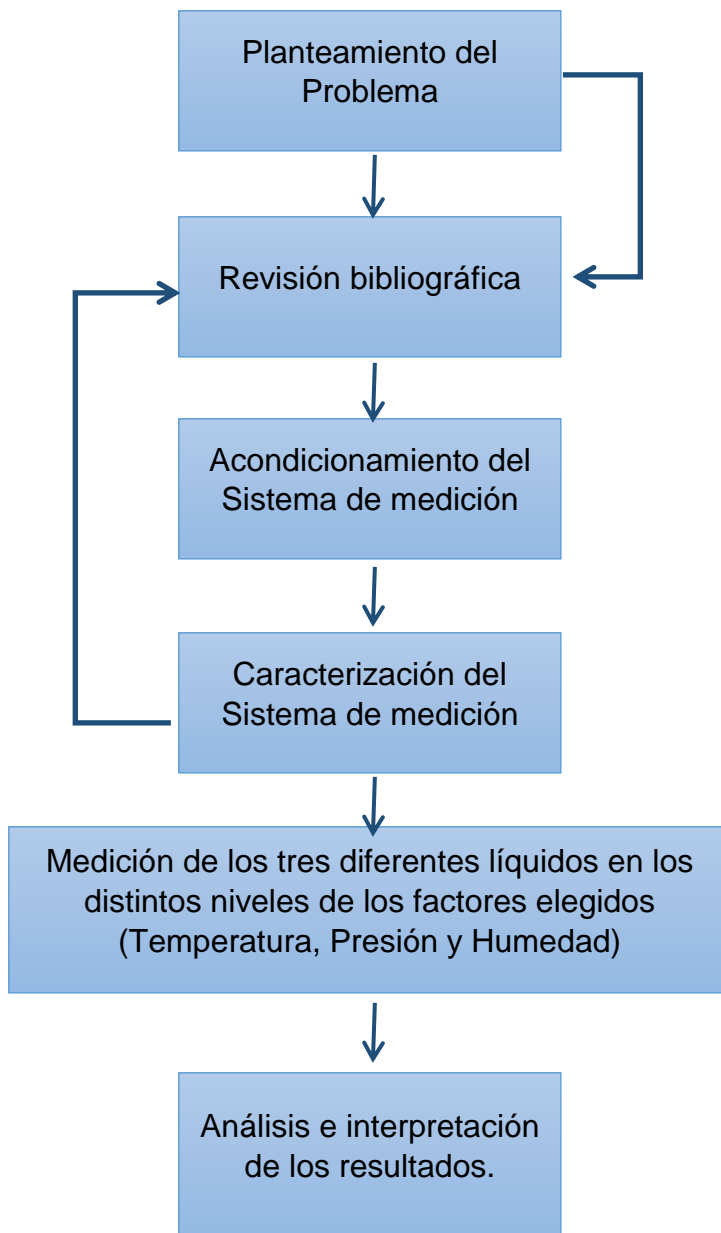 Planteamiento del
Problema
Revisión bibliográfica
Acondicionamiento del
Sistema de medición
Caracterización del
Sistema de medición
Medición de los tres diferentes líquidos en los
distintos niveles de los factores elegidos
(Temperatura, Presión y Humedad)
Análisis e interpretación
de los resultados.